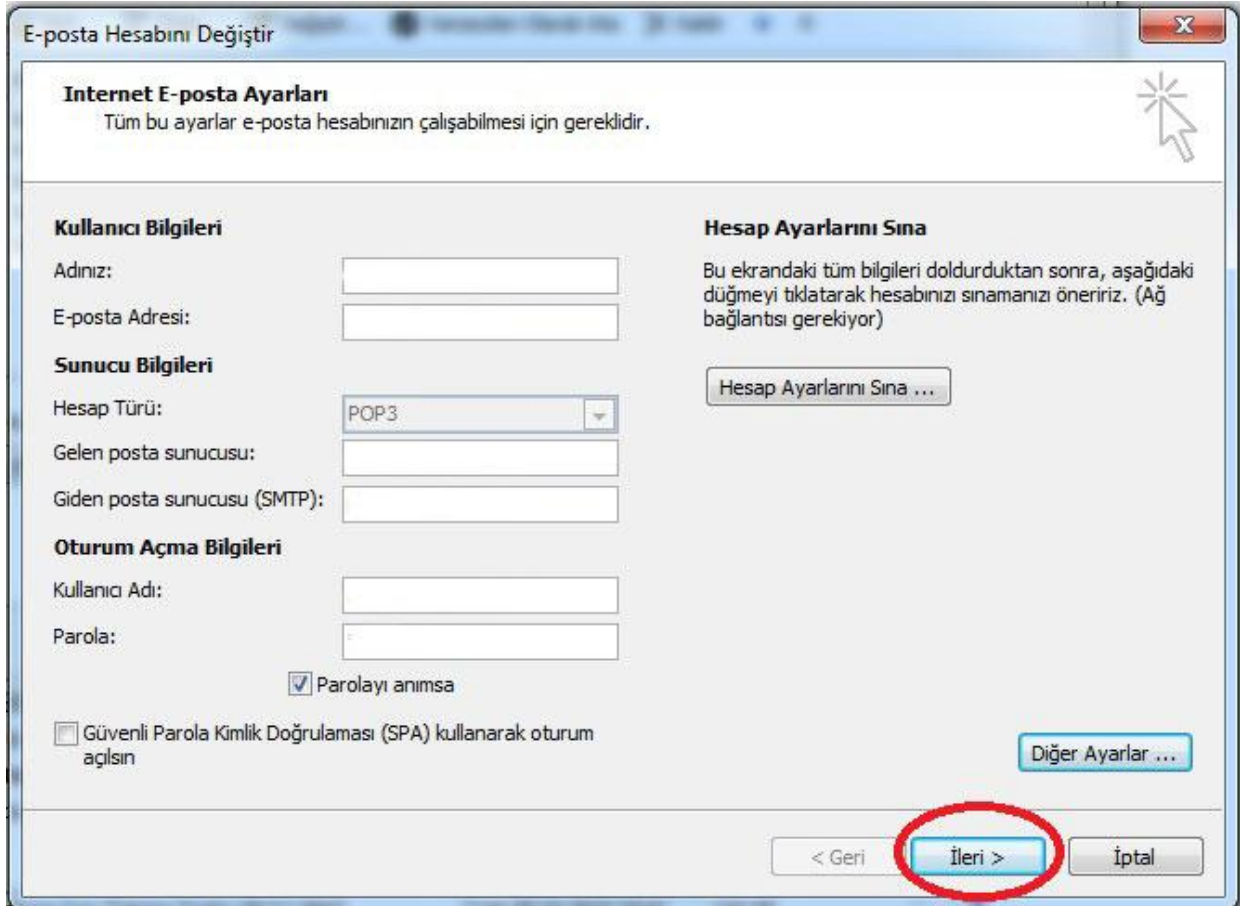 E-posta Hesabını Değiştir
Internet E-posta Ayarları
Tüm bu ayarlar e-posta hesabınızın çalışabilmesi için gereklidir.
Kullanıcı Bilgileri
Adınız:
E-posta Adresi:
Sunucu Bilgileri
Hesap Türü:
POP3
Gelen posta sunucusu:
Giden posta sunucusu (SMTP):
Oturum Açma Bilgileri
Kullanıcı Adı:
Parola:
Parolayı anımsa
Güvenli Parola Kimlik Doğrulaması (SPA) kullanarak oturum
açılsın
Hesap Ayarlarını Sına
Bu ekrandaki tüm bilgileri doldurduktan sonra, aşağıdaki
düğmeyi tıklatarak hesabınızı sınamanızı öneririz. (Ağ
bağlantısı gerekiyor)
Hesap Ayarlarını Sına ...
Diğer Ayarlar ...
< Geri
İleri >
İptal